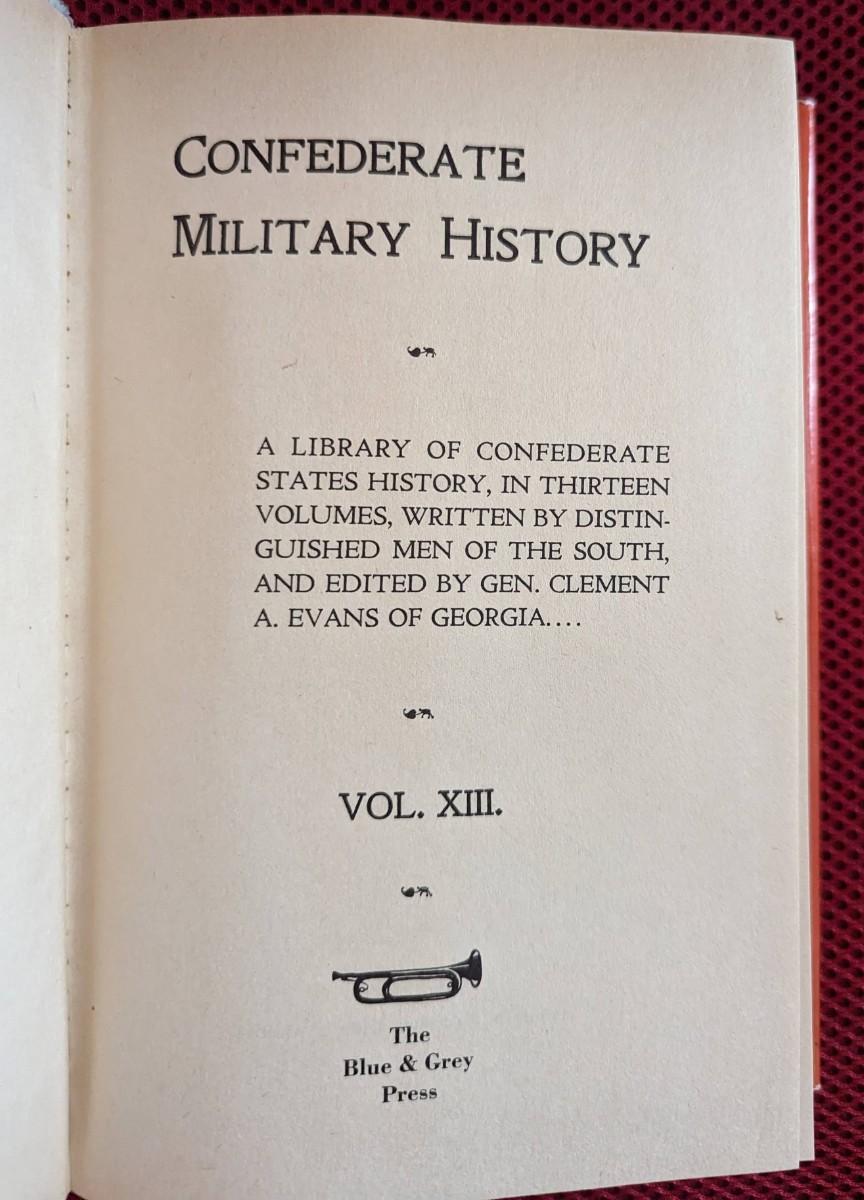 CONFEDERATE
MILITARY HISTORY
A LIBRARY OF CONFEDERATE
STATES HISTORY, IN THIRTEEN
VOLUMES, WRITTEN BY DISTIN-
GUISHED MEN OF THE SOUTH,
AND EDITED BY GEN. CLEMENT
A. EVANS OF GEORGIA....
VOL. XIII.
The
Blue & Grey
Press